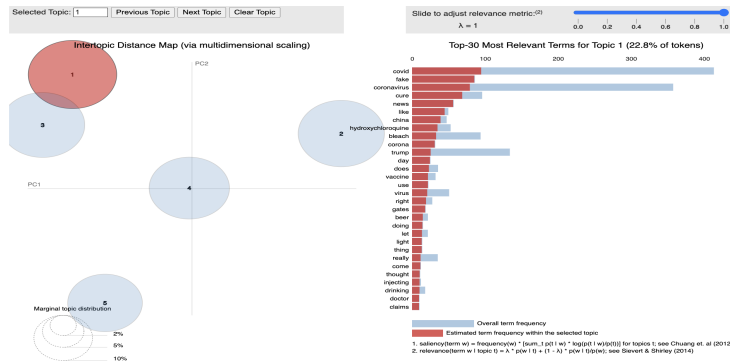 Selected Topic: 1 Previous Topic Next Topic Clear Topic
Slide to adjust relevance metric:(2)
λ = 1
0.0 0.2 0.4 0.6 0.8 1.0
Intertopic Distance Map (via multidimensional scaling)
PC2
PC1
1
3
2
4
5
Marginal topic distribution
2%
5%
10%
Top-30 Most Relevant Terms for Topic 1 (22.8% of tokens)
0 100 200 300 400
covid
fake
coronavirus
cure
news
like
china
hydroxychloroquine
bleach
corona
trump
day
does
vaccine
use
virus
right
gates
beer
doing
let
light
thing
really
come
thought
injecting
drinking
doctor
claims
Overall term frequency
Estimated term frequency within the selected topic
1. saliency(term w) = frequency(w) * [sum_t p(t | w) * log(p(t | w)/p(t))] for topics t; see Chuang et. al (2012
2. relevance(term w | topic t) = λ * p(w | t) + (1 - λ) * p(w | t)/p(w); see Sievert & Shirley (2014)